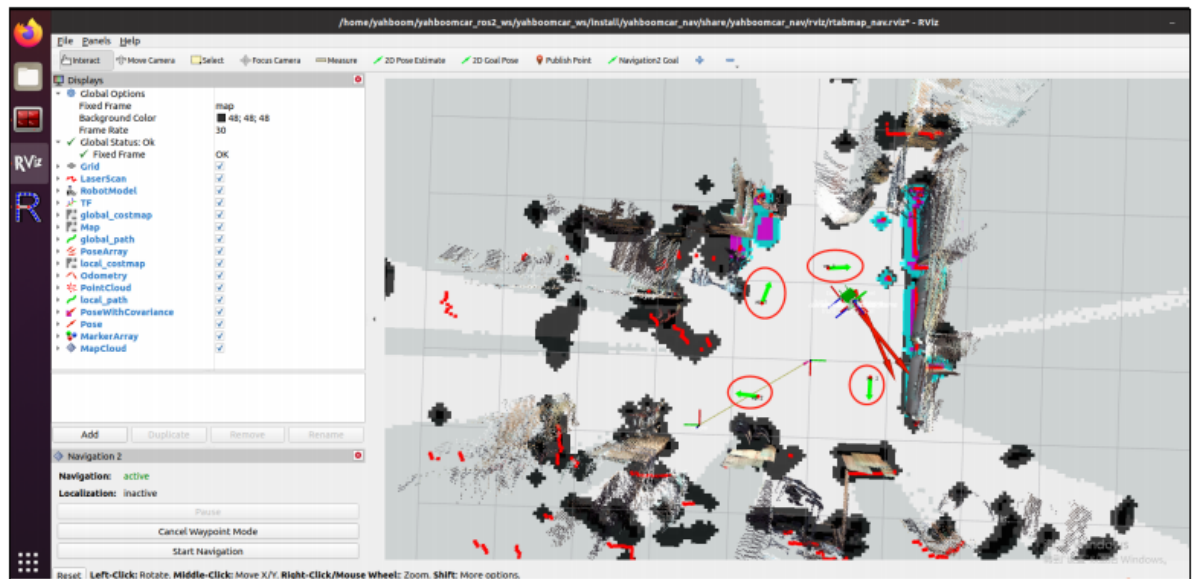 /home/yahboom/yahboomcar_ros2_ws/yahboomcar_ws/install/yahboomcar_nav/share/yahboomcar_nav/rviz/rtabmap_nav.rviz* - RViz
File Panels Help
Interact Move Camera Select Focus Camera Measure 2D Pose Estimate 2D Goal Pose Publish Point Navigation2 Goal
Displays
Global Options
Fixed Frame map
Background Color 48; 48; 48
Frame Rate 30
Global Status: Ok
Fixed Frame OK
Grid
LaserScan
RobotModel
TF
global_costmap
Map
global_path
PoseArray
local_costmap
Odometry
PointCloud
local_path
PoseWithCovariance
Pose
MarkerArray
MapCloud
Add Duplicate Remove Rename
Navigation 2
Navigation: active
Localization: inactive
Pause
Cancel Waypoint Mode
Start Navigation
Reset Left-Click: Rotate. Middle-Click: Move X/Y. Right-Click/Mouse Wheel: Zoom. Shift: More options.
RViz
R